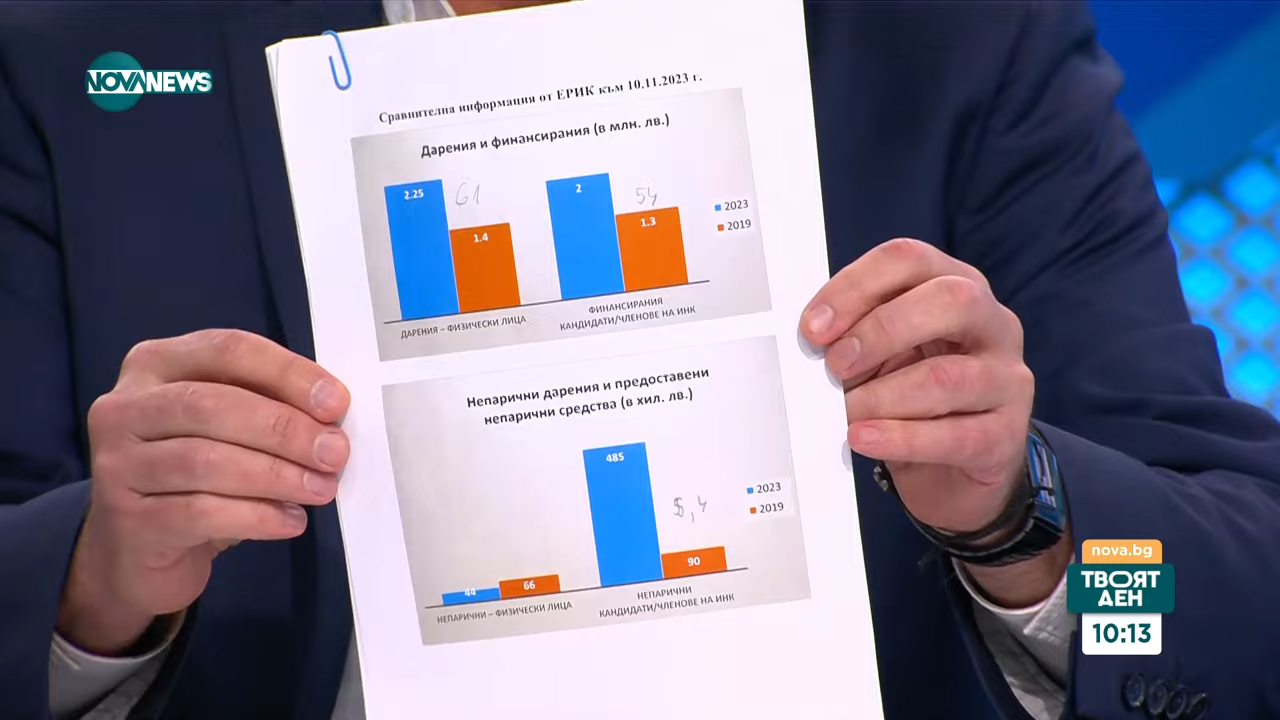 NOVANEWS
Сравнителна информация от ЕРИК към 10.11.2023 г.
Дарения и финансирания (в млн. лв.)
2.25
61
1.4
2
54
1.3
2023
2019
ДАРЕНИЯ – ФИЗИЧЕСКИ ЛИЦА
ФИНАНСИРАНИЯ
КАНДИДАТИ/ЧЛЕНОВЕ НА ИНК
Непарични дарения и предоставени
непарични средства (в хил. лв.)
44
66
485
5,4
90
2023
2019
НЕПАРИЧНИ – ФИЗИЧЕСКИ ЛИЦА
НЕПАРИЧНИ
КАНДИДАТИ/ЧЛЕНОВЕ НА ИНК
nova.bg
ТВОЯТ
ДЕН
10:13